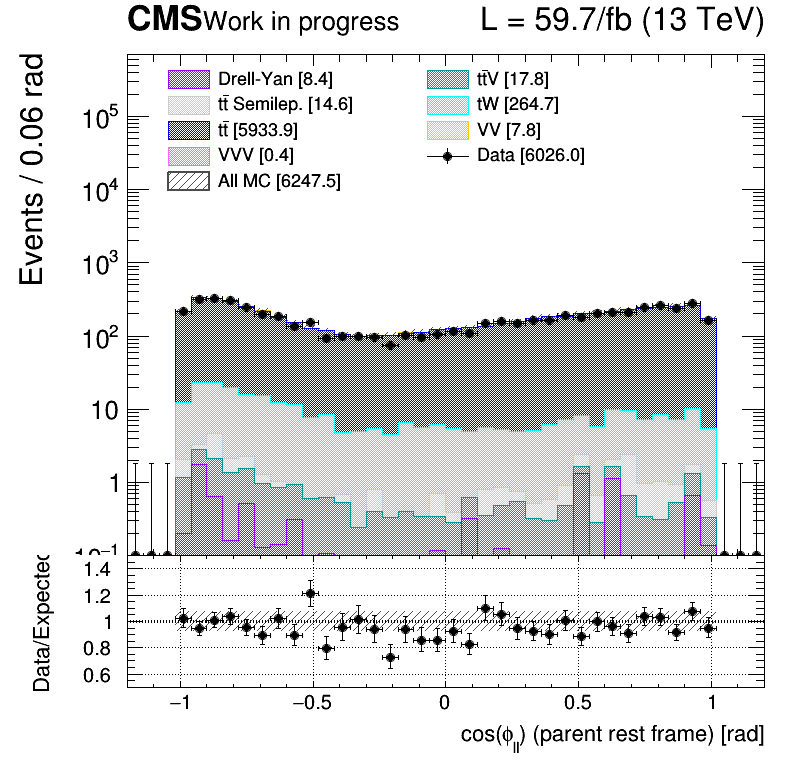 CMS Work in progress L = 59.7/fb (13 TeV)
Events / 0.06 rad
Drell-Yan [8.4]
tt̄V [17.8]
tt̄ Semilep. [14.6]
tW [264.7]
tt̄ [5933.9]
VV [7.8]
VVV [0.4]
Data [6026.0]
All MC [6247.5]
10⁵
10⁴
10³
10²
10
1
10⁻¹
Data/Expected
1.4
1.2
1
0.8
0.6
−1 −0.5 0 0.5 1
cos(ϕ_ll) (parent rest frame) [rad]